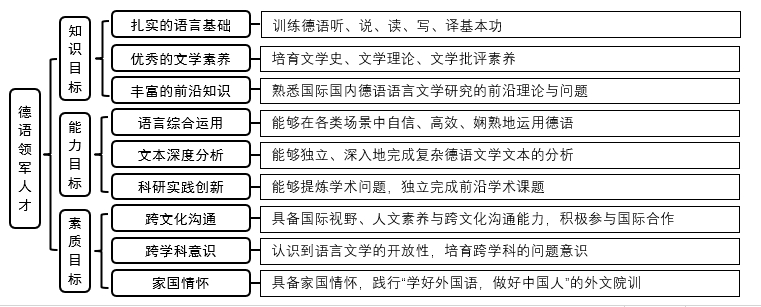 德语领军人才
知识目标
扎实的语言基础
训练德语听、说、读、写、译基本功
优秀的文学素养
培育文学史、文学理论、文学批评素养
丰富的前沿知识
熟悉国际国内德语语言文学研究的前沿理论与问题
能力目标
语言综合运用
能够在各类场景中自信、高效、娴熟地运用德语
文本深度分析
能够独立、深入地完成复杂德语文学文本的分析
科研实践创新
能够提炼学术问题，独立完成前沿学术课题
素质目标
跨文化沟通
具备国际视野、人文素养与跨文化沟通能力，积极参与国际合作
跨学科意识
认识到语言文学的开放性，培育跨学科的问题意识
家国情怀
具备家国情怀，践行“学好外国语，做好中国人”的外文院训